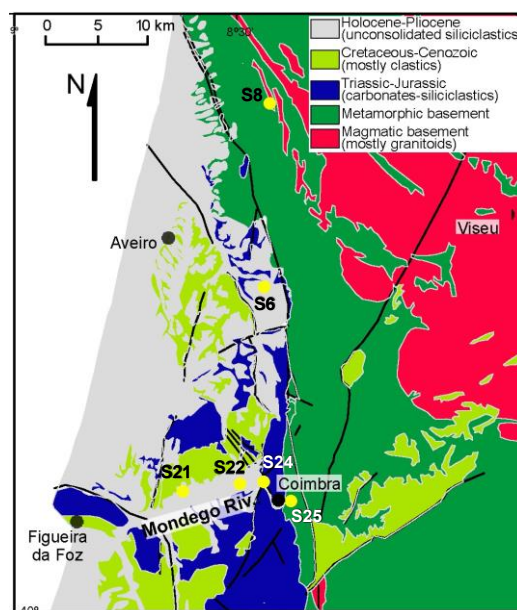 0 5 10 km
8°30'
Holocene-Pliocene
(unconsolidated siliciclastics)
Cretaceous-Cenozoic
(mostly clastics)
Triassic-Jurassic
(carbonates-siliciclastics)
Metamorphic basement
Magmatic basement
(mostly granitoids)
N
S8
Viseu
Aveiro
S6
S21
S22
S24
Coimbra
S25
Mondego Riv.
Figueira
da Foz